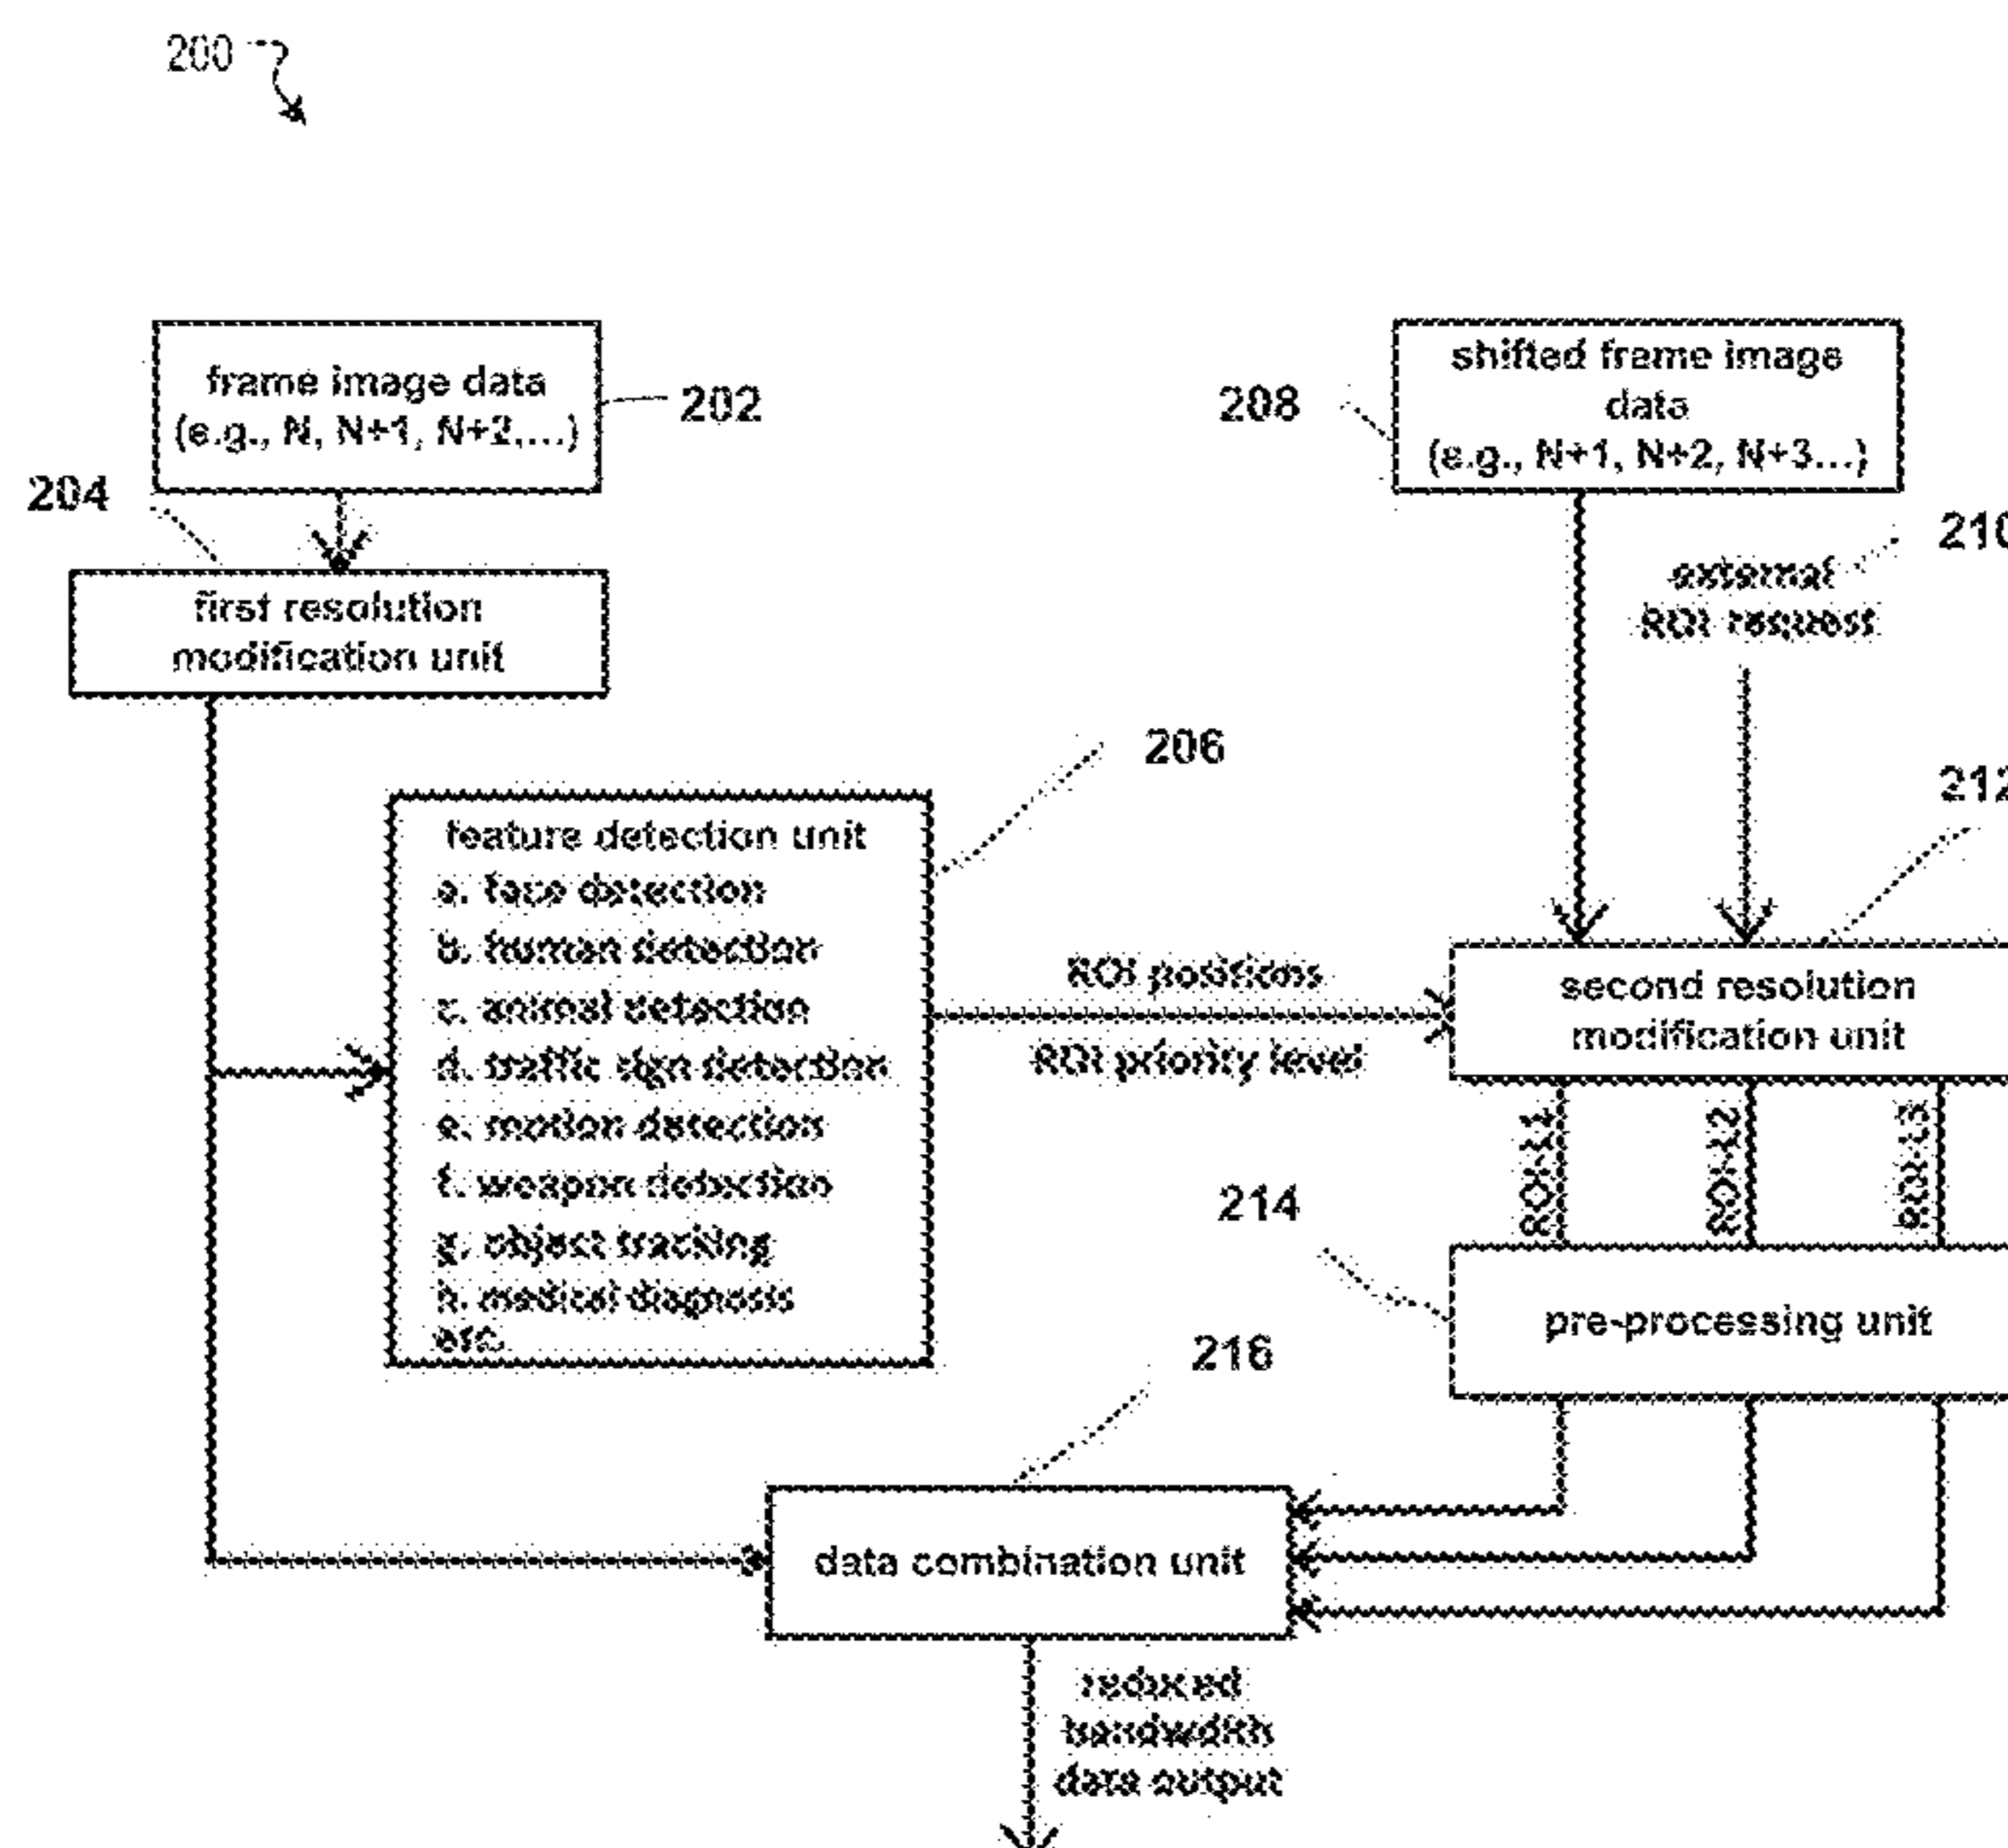 200
frame image data
(e.g., N, N+1, N+2,...)
202
204
first resolution
modification unit
208
shifted frame image
data
(e.g., N+1, N+2, N+3...)
210
external
ROI request
206
feature detection unit
a. face detection
b. human detection
c. animal detection
d. traffic sign detection
e. motion detection
f. weapon detection
g. object tracking
h. medical diagnosis
etc.
ROI positions
ROI priority level
212
second resolution
modification unit
ROI-L1
ROI-L2
ROI-L3
214
pre-processing unit
216
data combination unit
reduced
bandwidth
data output